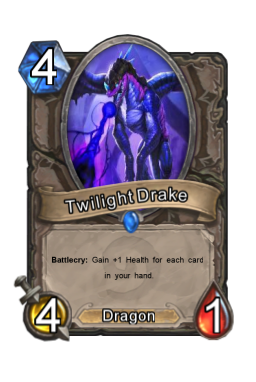 4
Twilight Drake
Battlecry: Gain +1 Health for each card
in your hand.
4
Dragon
1